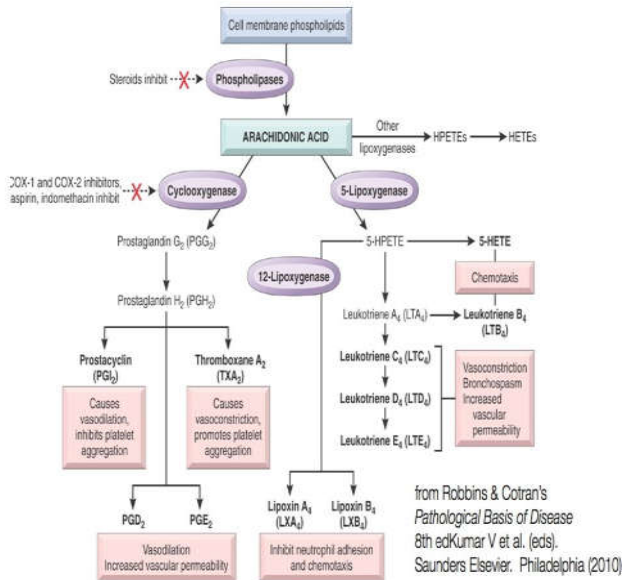 Cell membrane phospholipids
Steroids inhibit
Phospholipases
ARACHIDONIC ACID
Other
lipoxygenases
HPETEs
HETEs
COX-1 and COX-2 inhibitors,
aspirin, indomethacin inhibit
Cyclooxygenase
5-Lipoxygenase
Prostaglandin G₂ (PGG₂)
5-HPETE
5-HETE
12-Lipoxygenase
Chemotaxis
Prostaglandin H₂ (PGH₂)
Leukotriene A₄ (LTA₄)
Leukotriene B₄
(LTB₄)
Prostacyclin
(PGI₂)
Thromboxane A₂
(TXA₂)
Leukotriene C₄ (LTC₄)
Leukotriene D₄ (LTD₄)
Leukotriene E₄ (LTE₄)
Vasoconstriction
Bronchospasm
Increased
vascular
permeability
Causes
vasodilation,
inhibits platelet
aggregation
Causes
vasoconstriction,
promotes platelet
aggregation
PGD₂
PGE₂
Lipoxin A₄
(LXA₄)
Lipoxin B₄
(LXB₄)
Vasodilation
Increased vascular permeability
Inhibit neutrophil adhesion
and chemotaxis
from Robbins & Cotran's
Pathological Basis of Disease
8th edKumar V et al. (eds).
Saunders Elsevier. Philadelphia (2010)